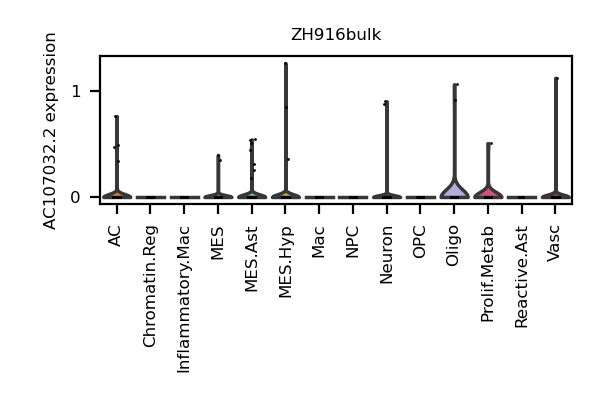 ZH916bulk
AC107032.2 expression
1
0
AC
Chromatin.Reg
Inflammatory.Mac
MES
MES.Ast
MES.Hyp
Mac
NPC
Neuron
OPC
Oligo
Prolif.Metab
Reactive.Ast
Vasc